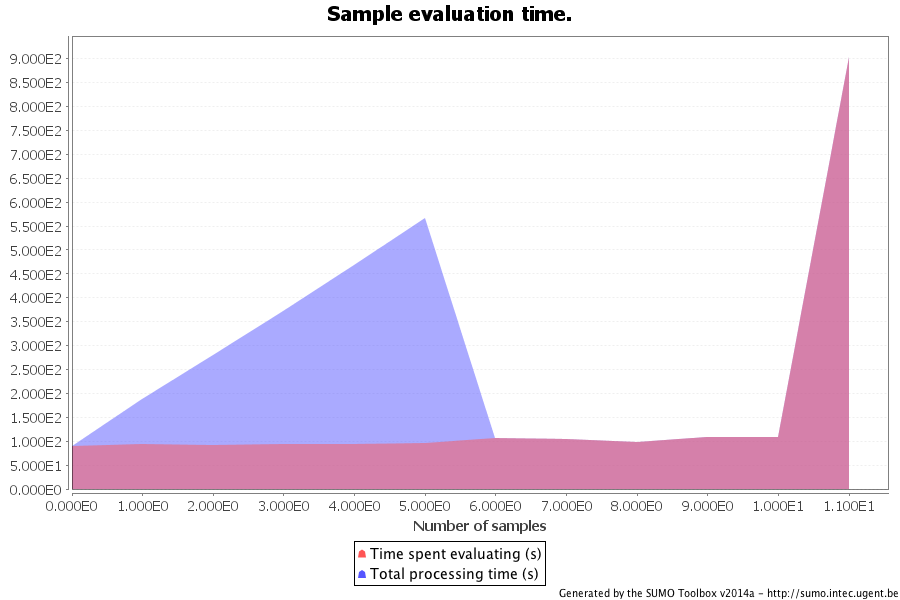 Sample evaluation time.
9.000E2
8.500E2
8.000E2
7.500E2
7.000E2
6.500E2
6.000E2
5.500E2
5.000E2
4.500E2
4.000E2
3.500E2
3.000E2
2.500E2
2.000E2
1.500E2
1.000E2
5.000E1
0.000E0
0.000E0 1.000E0 2.000E0 3.000E0 4.000E0 5.000E0 6.000E0 7.000E0 8.000E0 9.000E0 1.000E1 1.100E1
Number of samples
Time spent evaluating (s)
Total processing time (s)
Generated by the SUMO Toolbox v2014a - http://sumo.intec.ugent.be